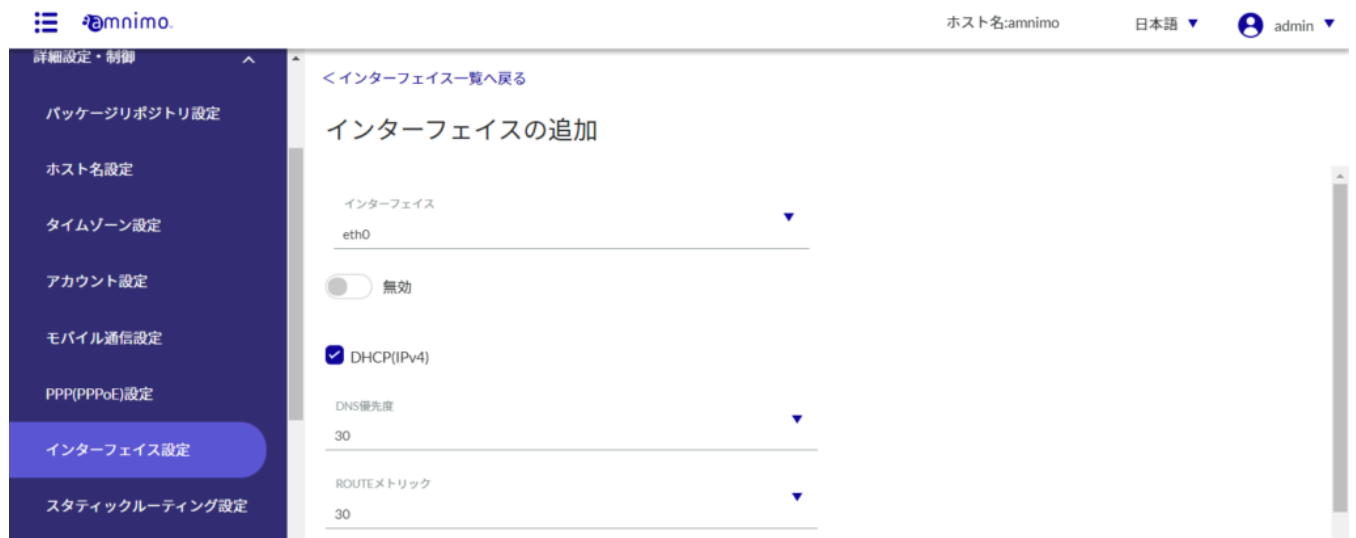 amnimo.
ホスト名:amnimo
日本語 ▼
admin ▼
詳細設定・制御
パッケージリポジトリ設定
ホスト名設定
タイムゾーン設定
アカウント設定
モバイル通信設定
PPP(PPPoE)設定
インターフェイス設定
スタティックルーティング設定
＜インターフェイス一覧へ戻る
インターフェイスの追加
インターフェイス
eth0
無効
DHCP(IPv4)
DNS優先度
30
ROUTEメトリック
30